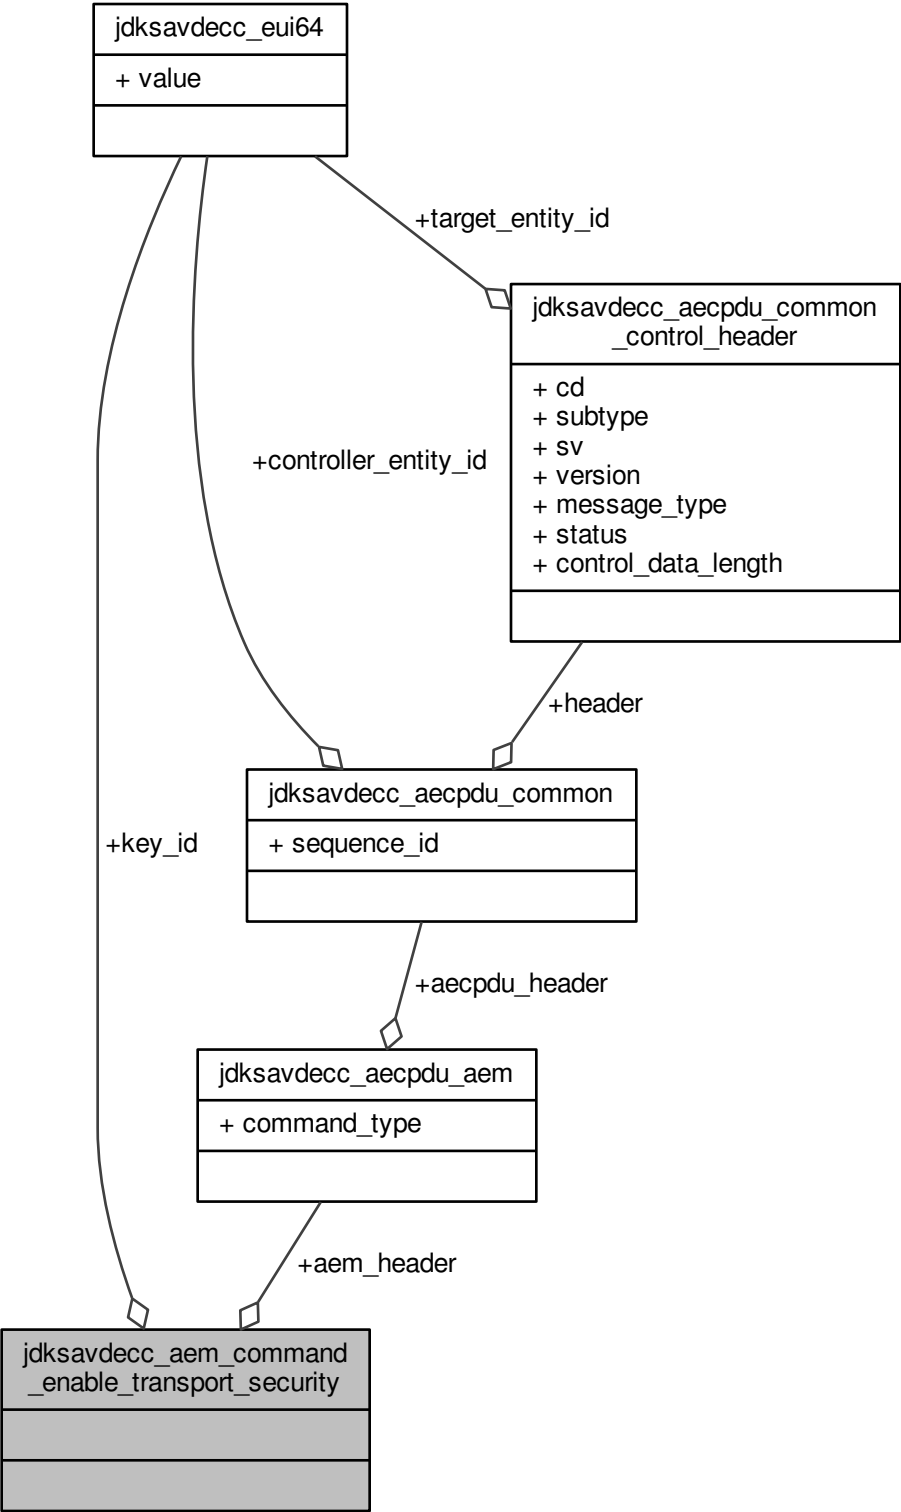 jdksavdecc_eui64
+ value
+target_entity_id
jdksavdecc_aecpdu_common
_control_header
+ cd
+ subtype
+ sv
+ version
+ message_type
+ status
+ control_data_length
+controller_entity_id
+header
jdksavdecc_aecpdu_common
+ sequence_id
+key_id
+aecpdu_header
jdksavdecc_aecpdu_aem
+ command_type
+aem_header
jdksavdecc_aem_command
_enable_transport_security